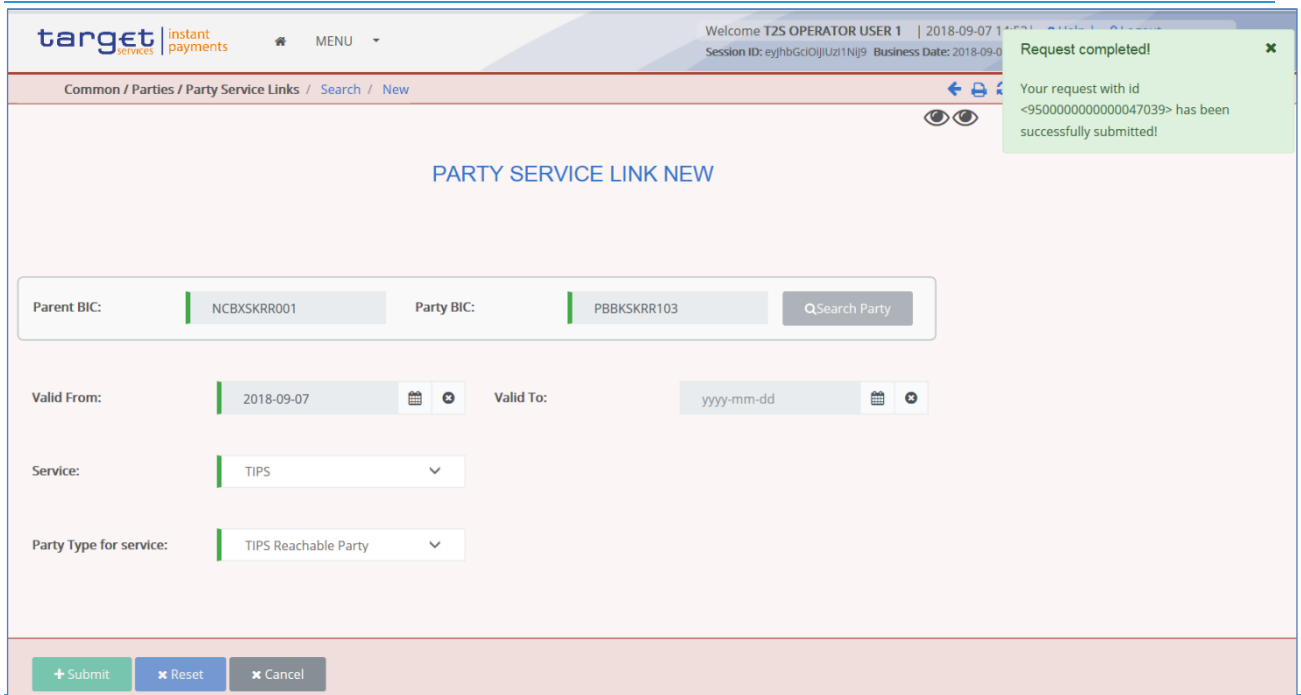 target services instant payments
MENU
Welcome T2S OPERATOR USER 1 | 2018-09-07
Session ID: eyJhbGciOiJIUzI1NiJ9 Business Date: 2018-09-0
Request completed!
Your request with id
<9500000000000047039> has been
successfully submitted!
Common / Parties / Party Service Links / Search / New
PARTY SERVICE LINK NEW
Parent BIC: NCBXSKRR001 Party BIC: PBBKSKRR103 Search Party
Valid From: 2018-09-07 Valid To: yyyy-mm-dd
Service: TIPS
Party Type for service: TIPS Reachable Party
Submit Reset Cancel